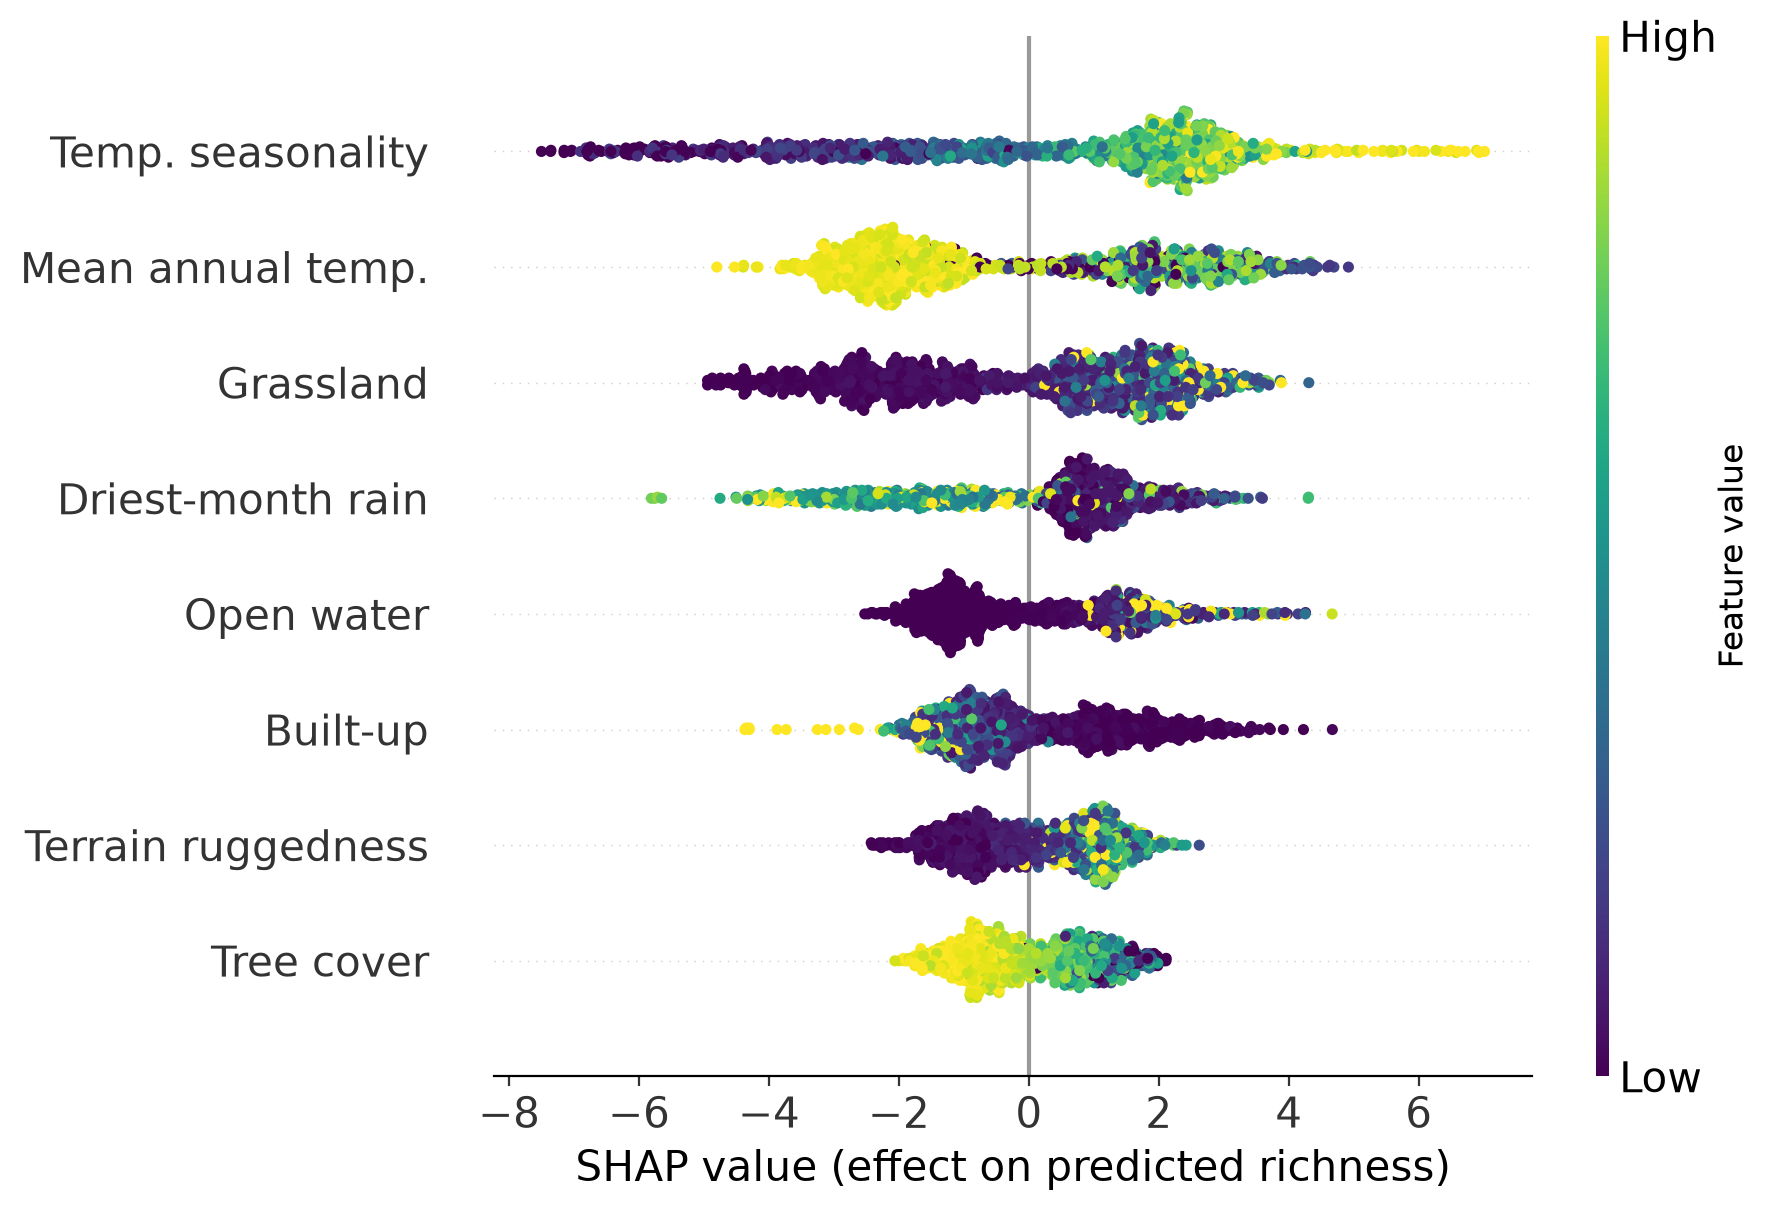 High
Temp. seasonality
Mean annual temp.
Grassland
Driest-month rain
Open water
Built-up
Terrain ruggedness
Tree cover
Feature value
Low
−8 −6 −4 −2 0 2 4 6
SHAP value (effect on predicted richness)